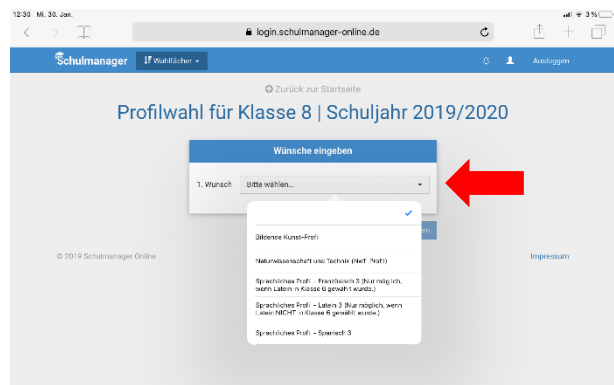 12:30 Mi. 30. Jan.
3 %
login.schulmanager-online.de
Schulmanager Wahlfächer Ausloggen
Zurück zur Startseite
Profilwahl für Klasse 8 | Schuljahr 2019/2020
Wünsche eingeben
1. Wunsch Bitte wählen...
Bildende Kunst-Profil
Naturwissenschaft und Technik (NwT-Profil)
Sprachliches Profil - Französisch 3 (Nur möglich,
wenn Latein in Klasse 6 gewählt wurde.)
Sprachliches Profil - Latein 3 (Nur möglich, wenn
Latein NICHT in Klasse 6 gewählt wurde.)
Sprachliches Profil - Spanisch 3
© 2019 Schulmanager Online Impressum